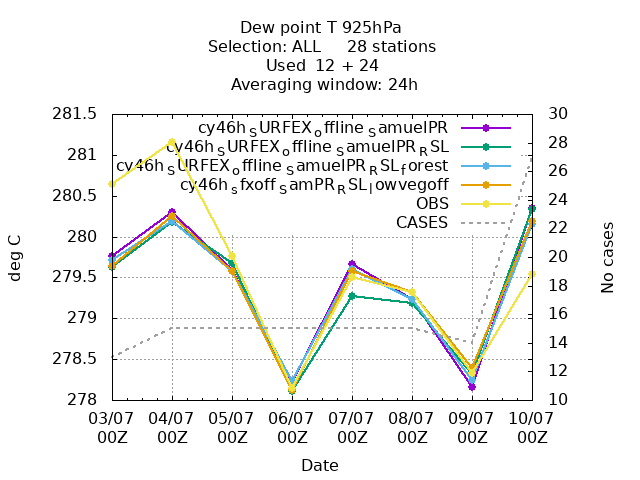 Dew point T 925hPa
Selection: ALL     28 stations
Used  12 + 24
Averaging window: 24h
281.5
281
280.5
280
279.5
279
278.5
278
30
28
26
24
22
20
18
16
14
12
10
deg C
No cases
cy46h_SURFEX_offline_samuelPR
cy46h_SURFEX_offline_samuelPR_RSL
cy46h_SURFEX_offline_samuelPR_RSL_forest
cy46h_sfxoff_samPR_RSL_lowvegoff
OBS
CASES
03/07 04/07 05/07 06/07 07/07 08/07 09/07 10/07
00Z 00Z 00Z 00Z 00Z 00Z 00Z 00Z
Date